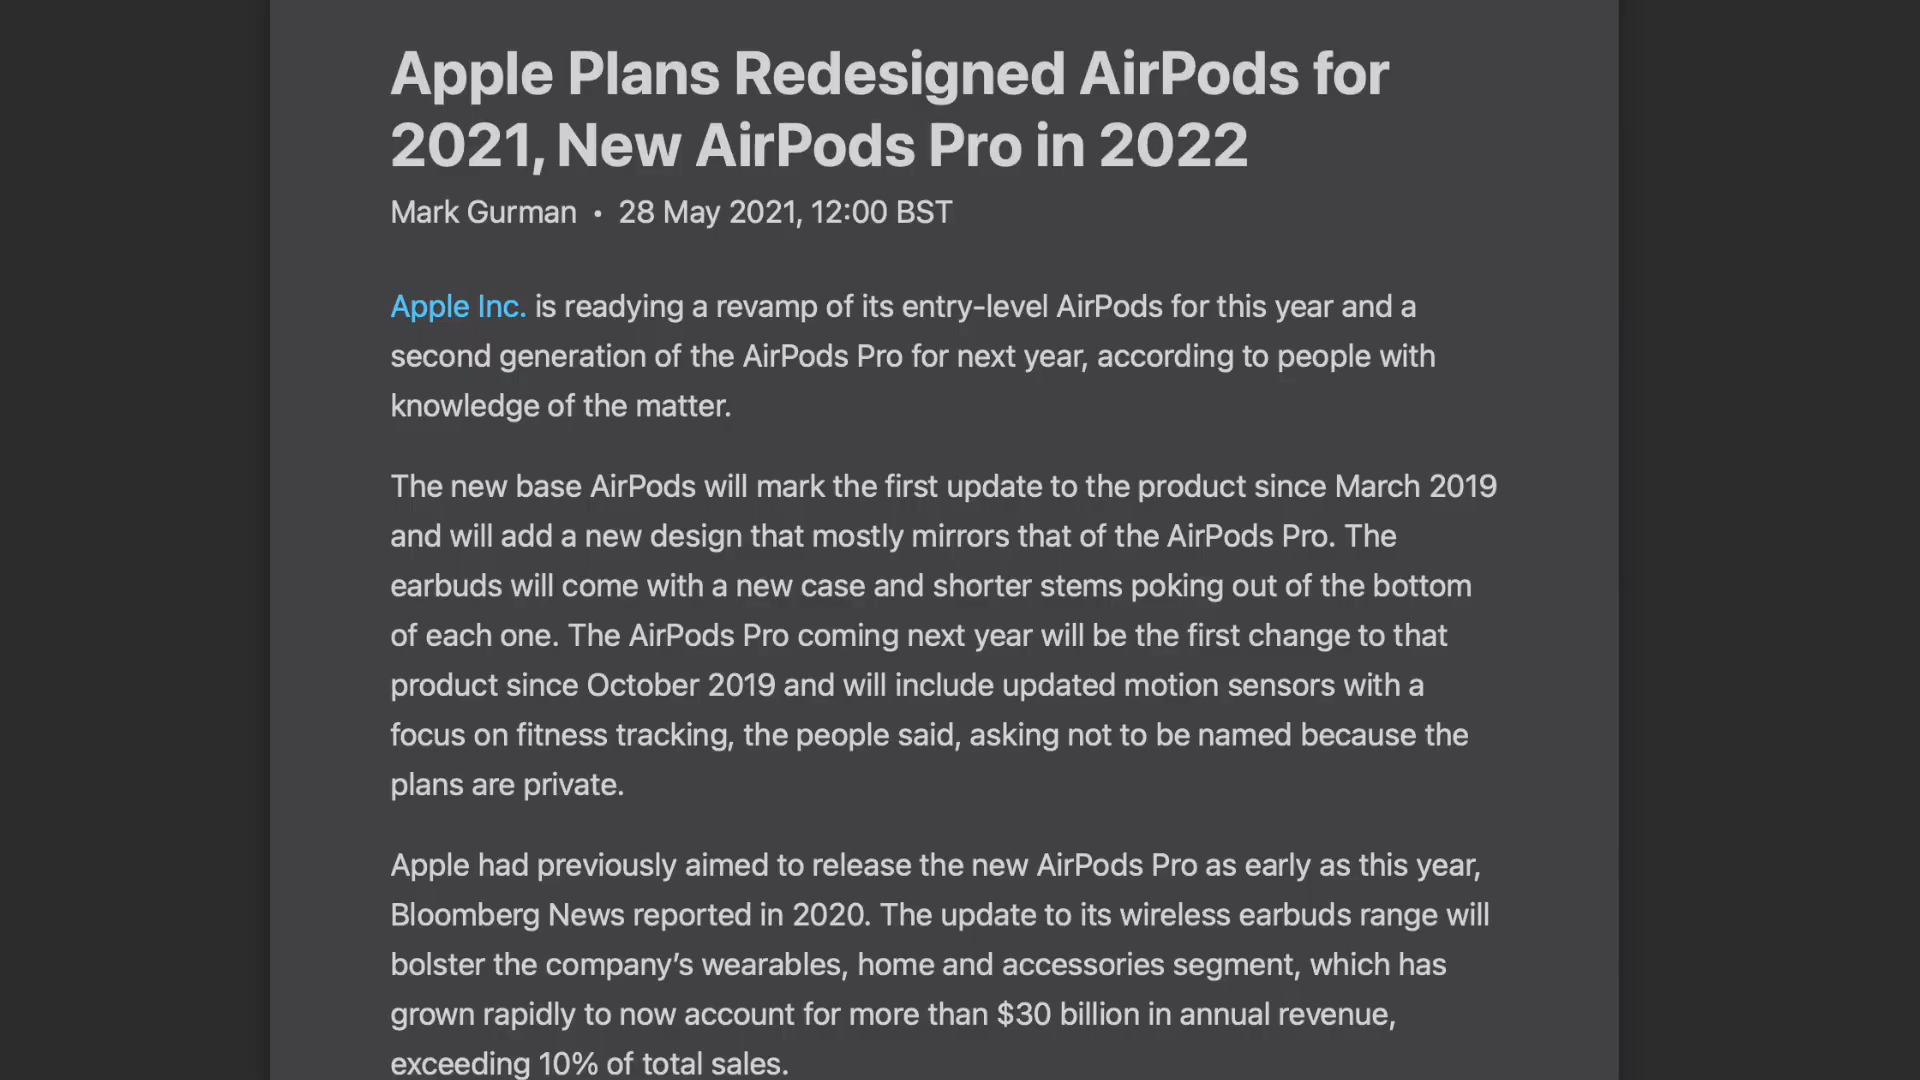 Apple Plans Redesigned AirPods for
2021, New AirPods Pro in 2022
Mark Gurman • 28 May 2021, 12:00 BST
Apple Inc. is readying a revamp of its entry-level AirPods for this year and a
second generation of the AirPods Pro for next year, according to people with
knowledge of the matter.
The new base AirPods will mark the first update to the product since March 2019
and will add a new design that mostly mirrors that of the AirPods Pro. The
earbuds will come with a new case and shorter stems poking out of the bottom
of each one. The AirPods Pro coming next year will be the first change to that
product since October 2019 and will include updated motion sensors with a
focus on fitness tracking, the people said, asking not to be named because the
plans are private.
Apple had previously aimed to release the new AirPods Pro as early as this year,
Bloomberg News reported in 2020. The update to its wireless earbuds range will
bolster the company’s wearables, home and accessories segment, which has
grown rapidly to now account for more than $30 billion in annual revenue,
exceeding 10% of total sales.